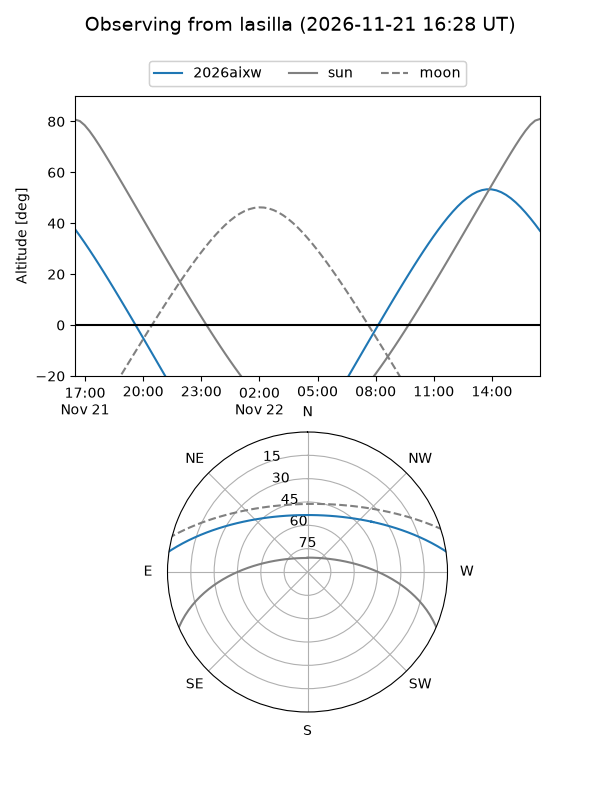 Observing from lasilla (2026-11-21 16:28 UT)
2026aixw sun moon
Altitude [deg]
80
60
40
20
0
−20
17:00 20:00 23:00 02:00 05:00 08:00 11:00 14:00
Nov 21 Nov 22
N
NE NW
15
30
45
60
75
E W
SE SW
S